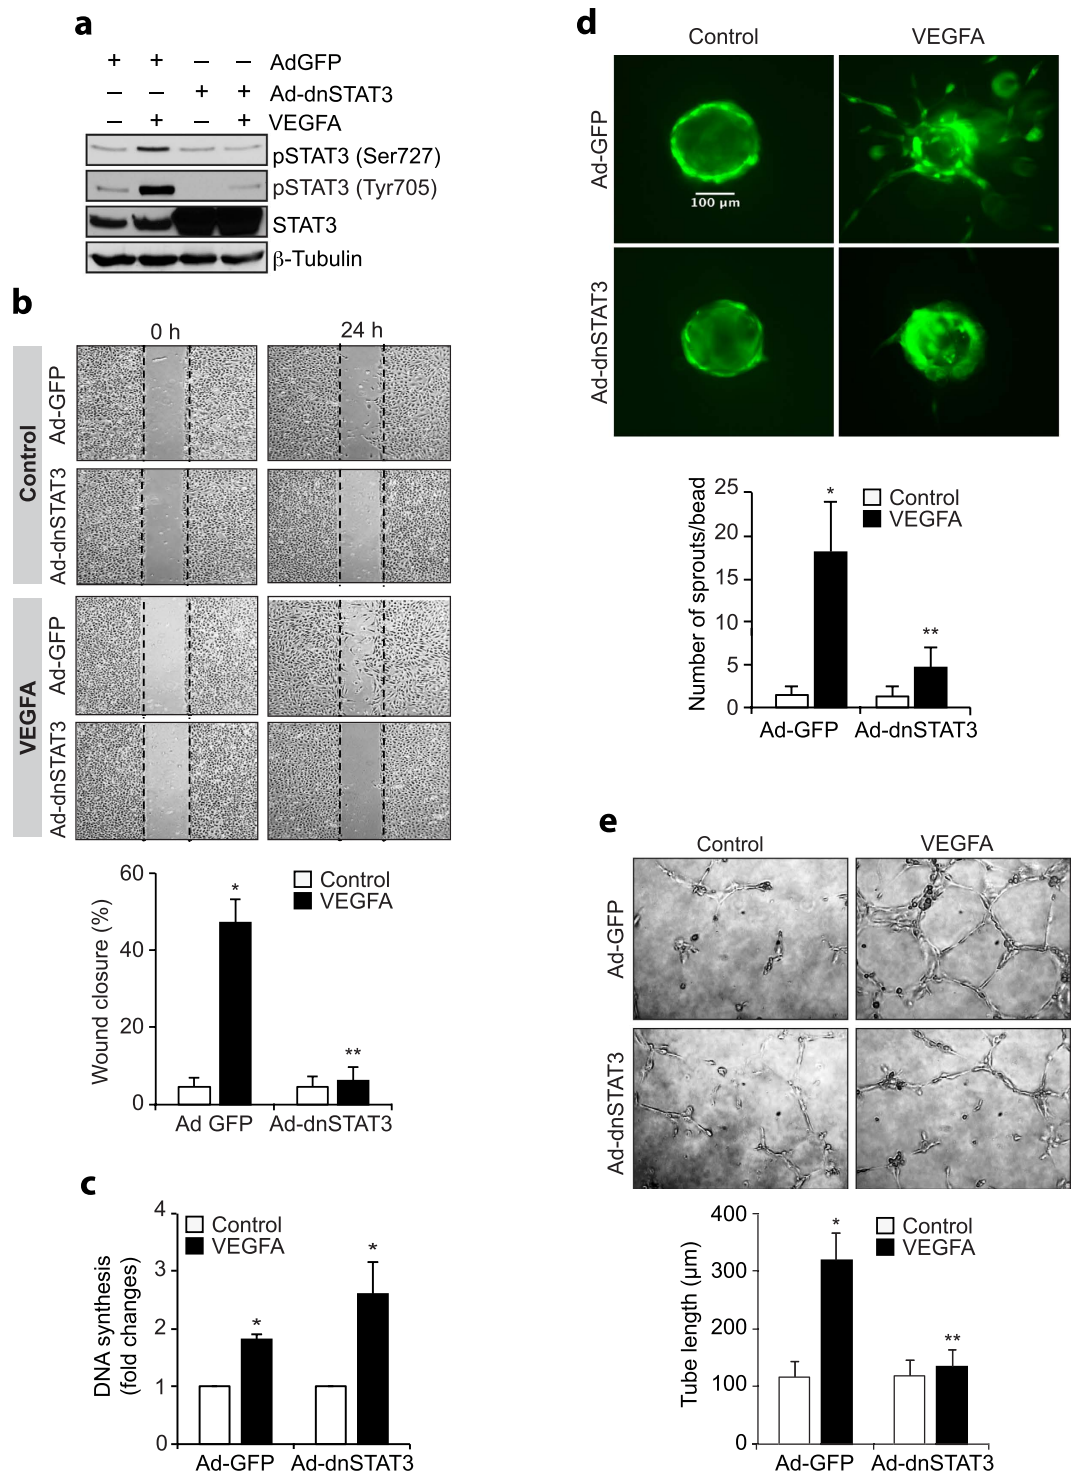 a
+ + – – AdGFP
– – + + Ad-dnSTAT3
– + – + VEGFA
pSTAT3 (Ser727)
pSTAT3 (Tyr705)
STAT3
β-Tubulin
b
0 h 24 h
Control
Ad-GFP
Ad-dnSTAT3
VEGFA
Ad-GFP
Ad-dnSTAT3
Wound closure (%)
60
40
20
0
Control
VEGFA
*
**
Ad GFP Ad-dnSTAT3
c
DNA synthesis
(fold changes)
4
3
2
1
0
Control
VEGFA
*
*
Ad-GFP Ad-dnSTAT3
d
Control VEGFA
Ad-GFP
100 µm
Ad-dnSTAT3
Number of sprouts/bead
25
20
15
10
5
0
Control
VEGFA
*
**
Ad-GFP Ad-dnSTAT3
e
Control VEGFA
Ad-GFP
Ad-dnSTAT3
Tube length (µm)
400
300
200
100
0
Control
VEGFA
*
**
Ad-GFP Ad-dnSTAT3